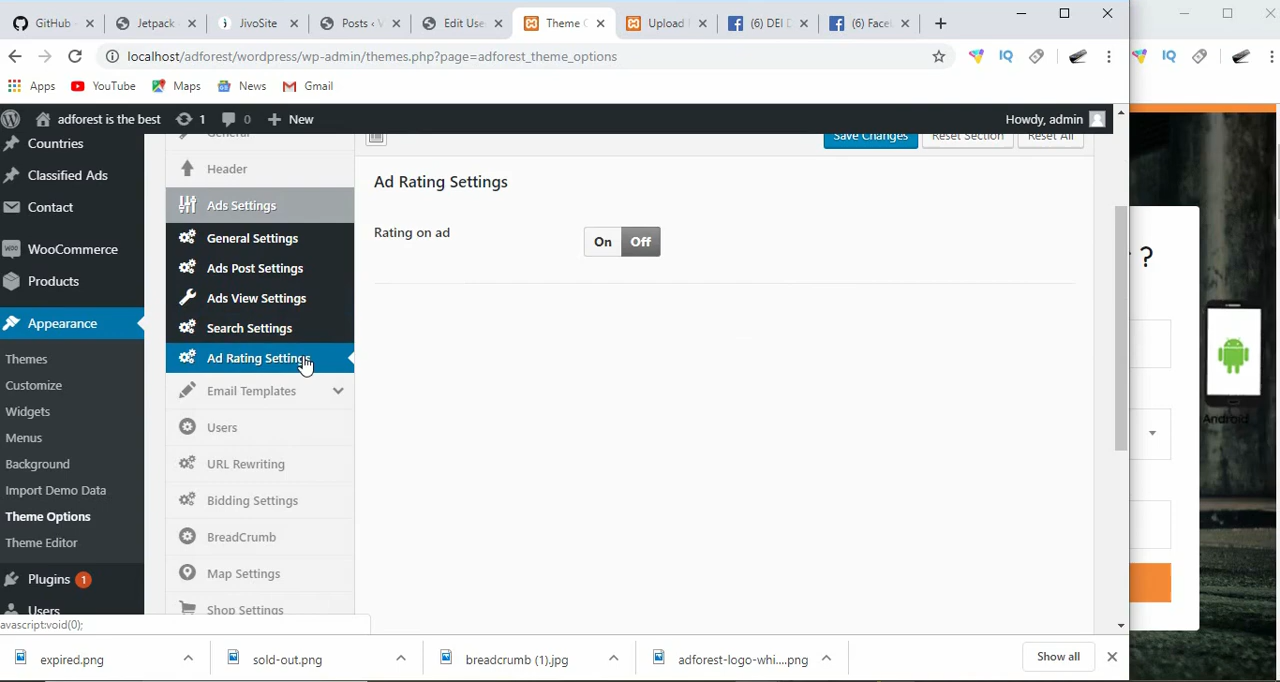 GitHub
Jetpack
JivoSite
Posts ‹ V
Edit Use
Theme O
Upload
(6) DEI D
(6) Face
localhost/adforest/wordpress/wp-admin/themes.php?page=adforest_theme_options
IQ
IQ
Apps
YouTube
Maps
News
Gmail
adforest is the best
1
0
New
Howdy, admin
Countries
Classified Ads
Contact
WooCommerce
Products
Appearance
Themes
Customize
Widgets
Menus
Background
Import Demo Data
Theme Options
Theme Editor
Plugins 1
Users
General
Header
Ads Settings
General Settings
Ads Post Settings
Ads View Settings
Search Settings
Ad Rating Settings
Email Templates
Users
URL Rewriting
Bidding Settings
BreadCrumb
Map Settings
Shop Settings
Save Changes
Reset Section
Reset All
Ad Rating Settings
Rating on ad
On
Off
?
Android
avascript:void(0);
expired.png
sold-out.png
breadcrumb (1).jpg
adforest-logo-whi....png
Show all